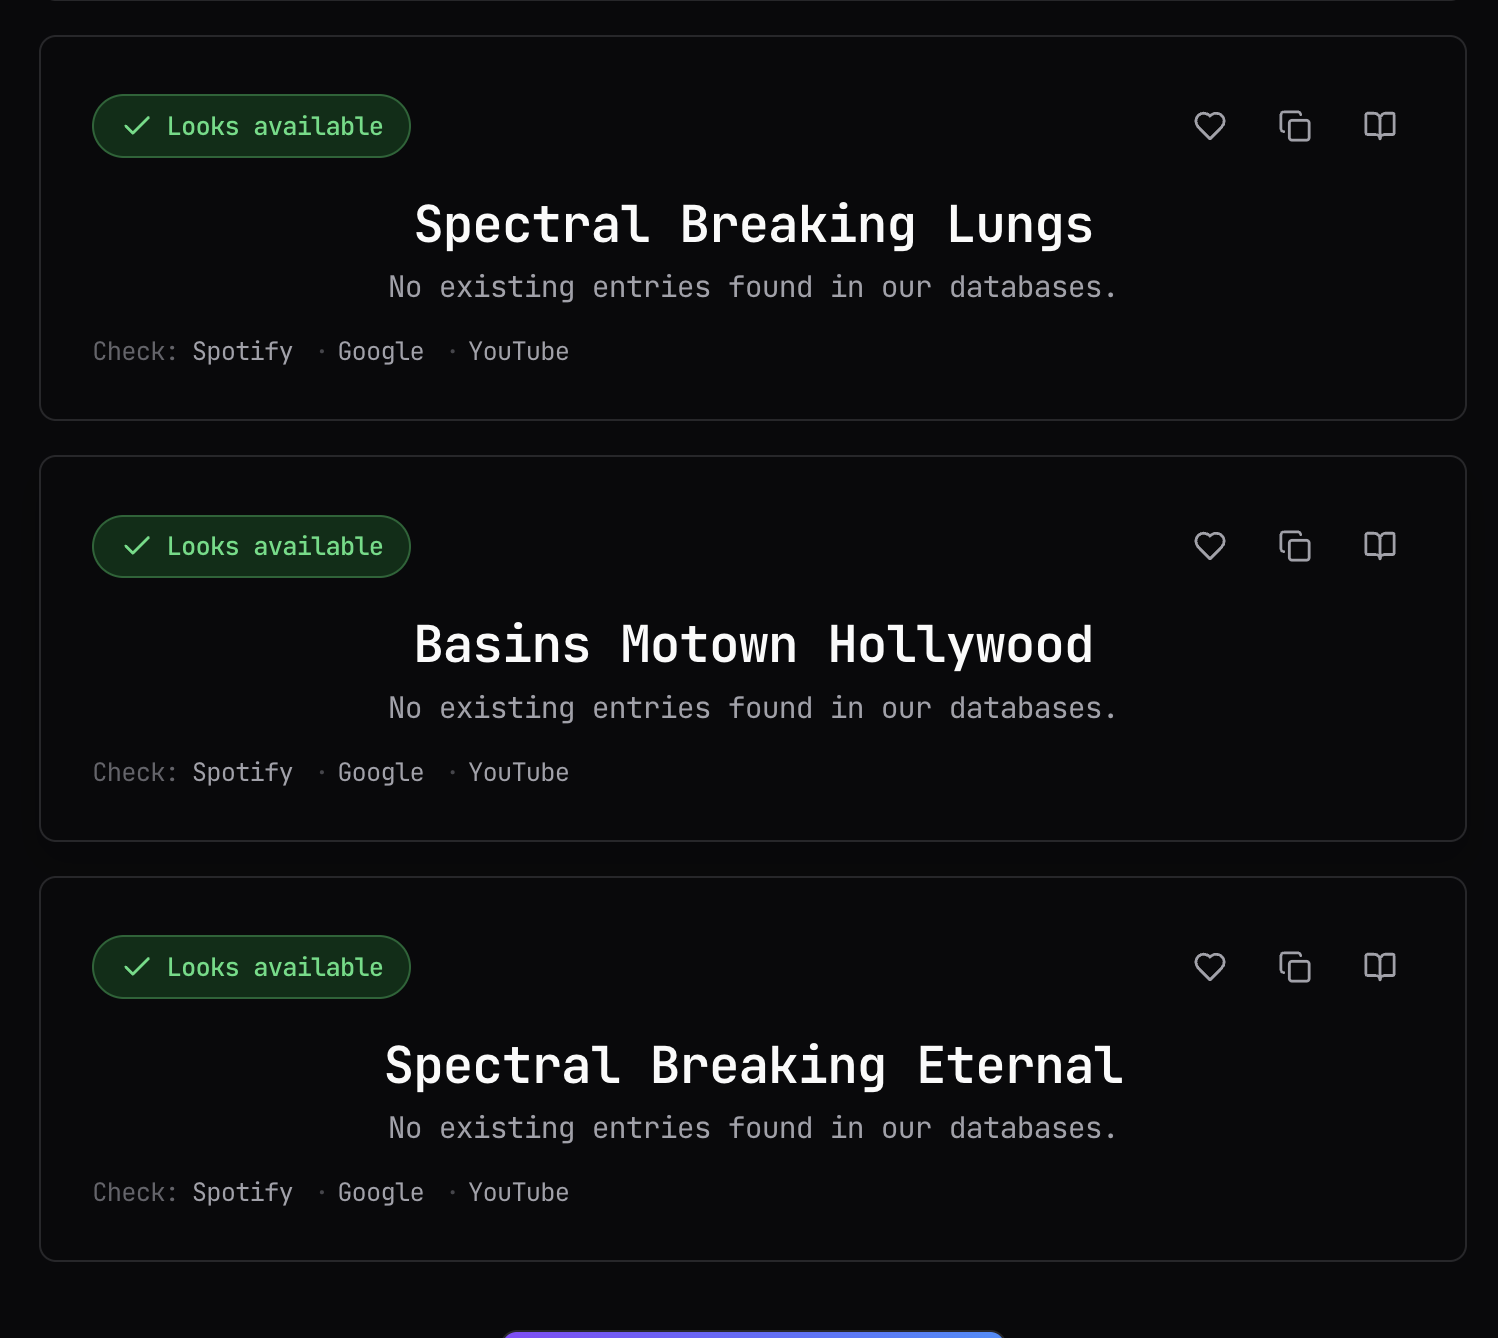 Looks available
Spectral Breaking Lungs
No existing entries found in our databases.
Check: Spotify · Google · YouTube
Looks available
Basins Motown Hollywood
No existing entries found in our databases.
Check: Spotify · Google · YouTube
Looks available
Spectral Breaking Eternal
No existing entries found in our databases.
Check: Spotify · Google · YouTube